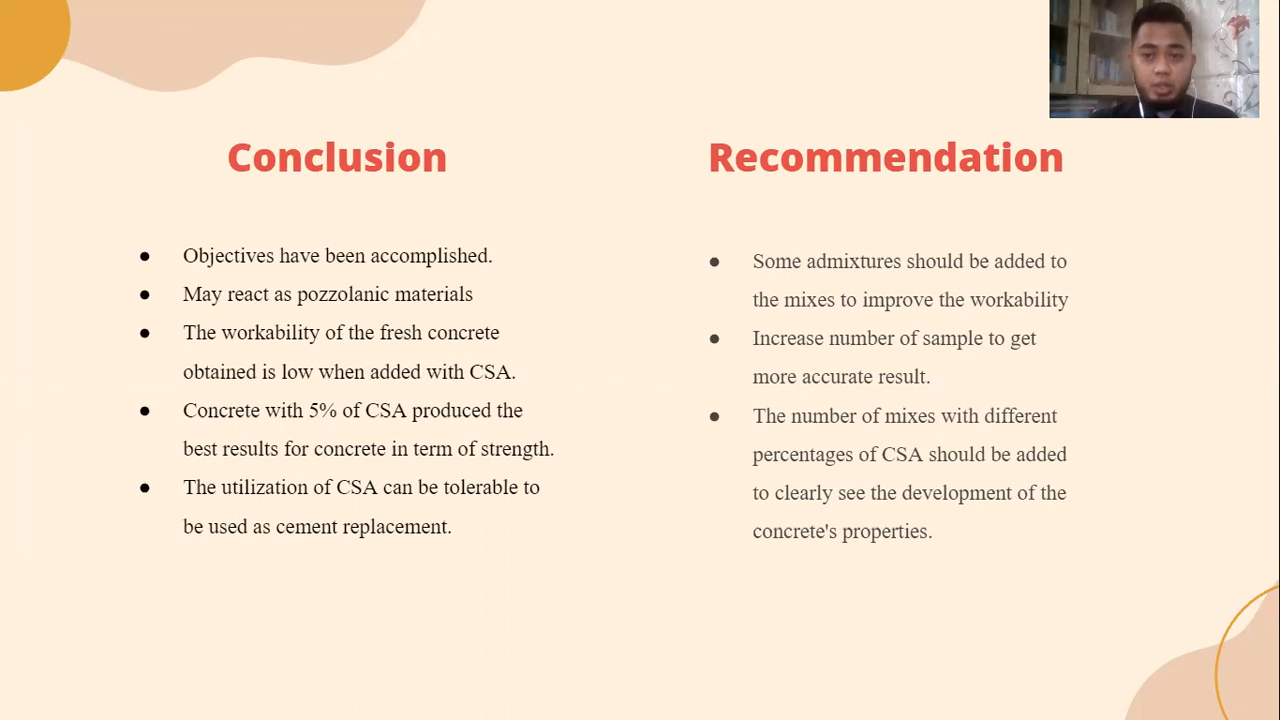 Conclusion
● Objectives have been accomplished.
● May react as pozzolanic materials
● The workability of the fresh concrete
obtained is low when added with CSA.
● Concrete with 5% of CSA produced the
best results for concrete in term of strength.
● The utilization of CSA can be tolerable to
be used as cement replacement.
Recommendation
● Some admixtures should be added to
the mixes to improve the workability
● Increase number of sample to get
more accurate result.
● The number of mixes with different
percentages of CSA should be added
to clearly see the development of the
concrete's properties.